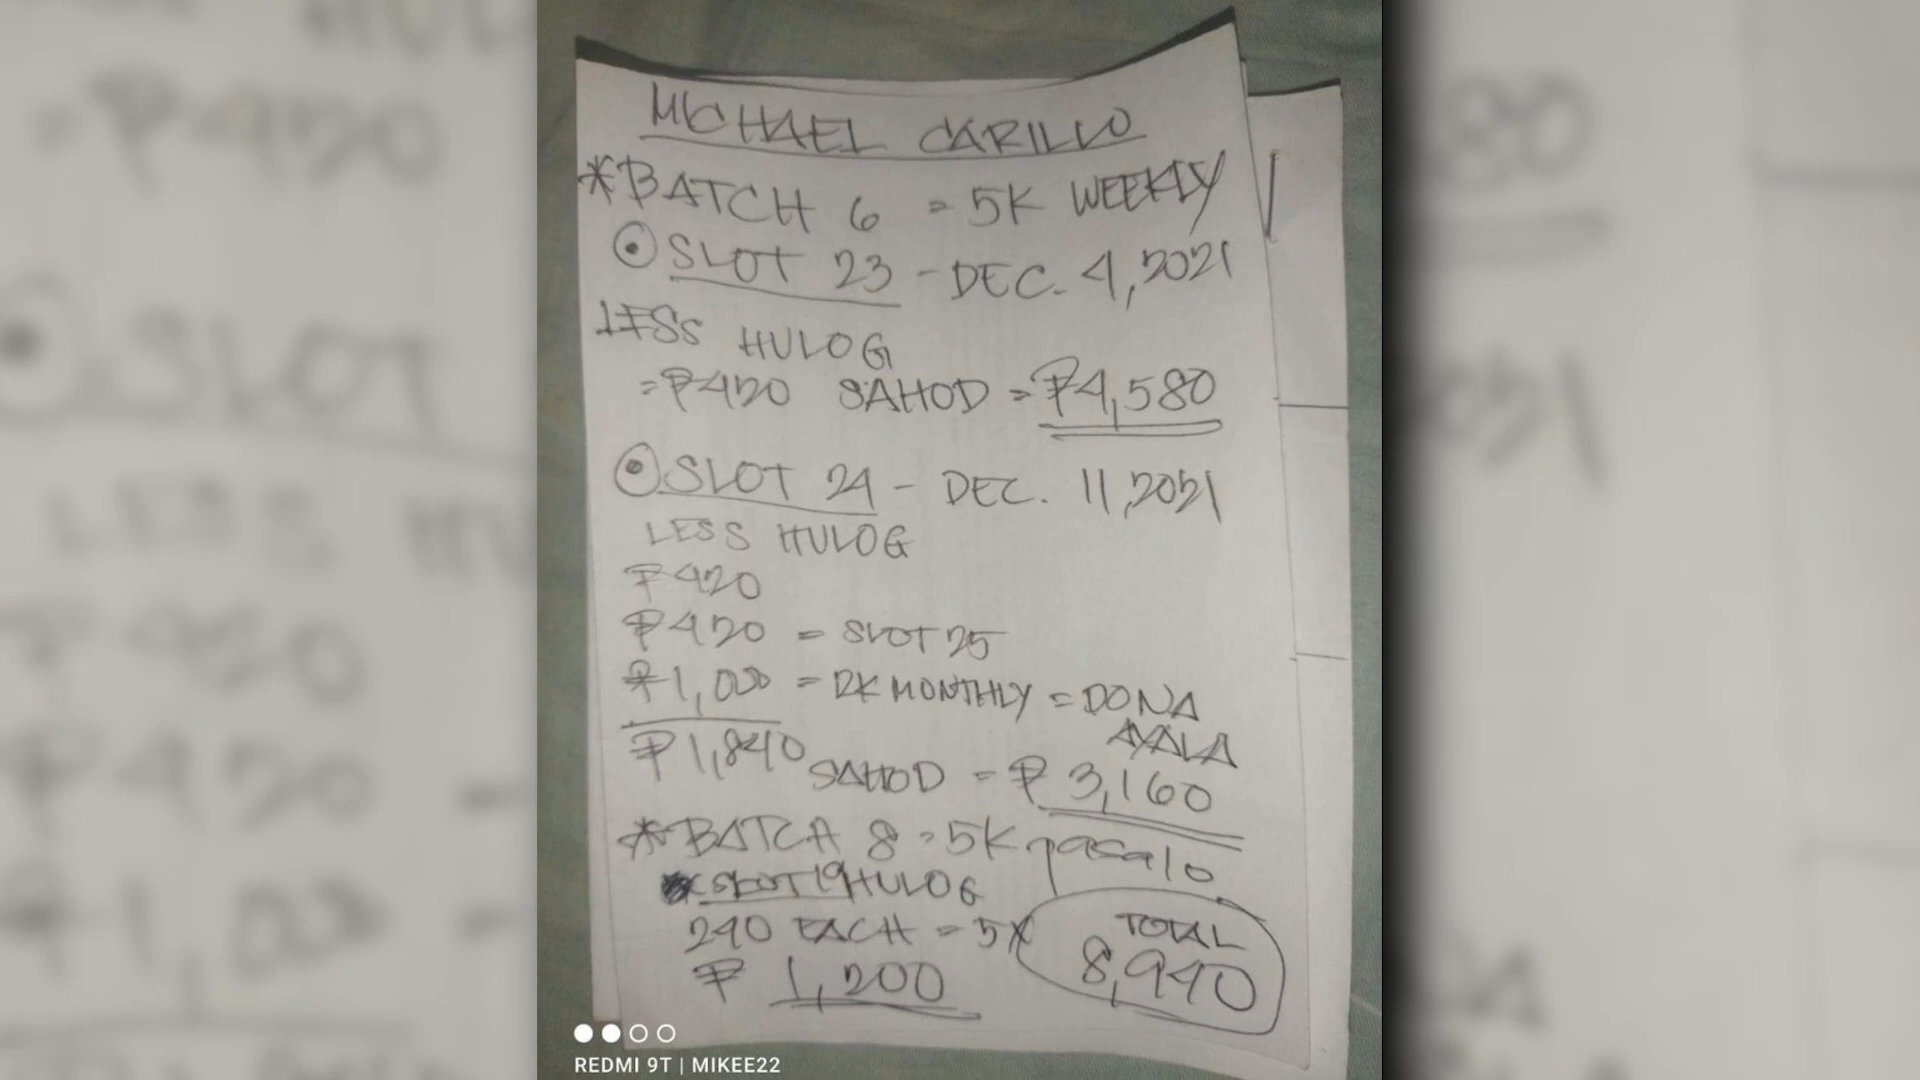 MICHAEL CARILLO
*BATCH 6 = 5K WEEKLY
SLOT 23 - DEC. 4, 2021
LESS HULOG
= ₱420 SAHOD = ₱4,580
SLOT 24 - DEC. 11, 2021
LESS HULOG
₱420
₱420 = SLOT 25
₱1,000 = 2K MONTHLY = DONA AYALA
₱1,840
SAHOD = ₱3,160
*BATCH 8 = 5K pasalo
SLOT 19 HULOG
240 EACH = 5X
₱ 1,200
TOTAL
8,940
REDMI 9T | MIKEE22